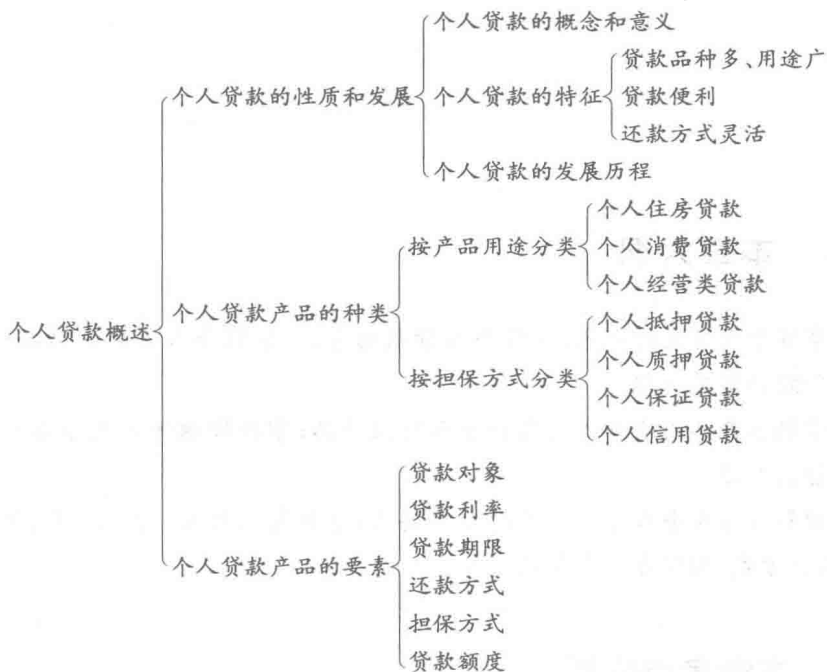 个人贷款概述
个人贷款的性质和发展
个人贷款的概念和意义
个人贷款的特征
贷款品种多、用途广
贷款便利
还款方式灵活
个人贷款的发展历程
个人贷款产品的种类
按产品用途分类
个人住房贷款
个人消费贷款
个人经营类贷款
按担保方式分类
个人抵押贷款
个人质押贷款
个人保证贷款
个人信用贷款
个人贷款产品的要素
贷款对象
贷款利率
贷款期限
还款方式
担保方式
贷款额度